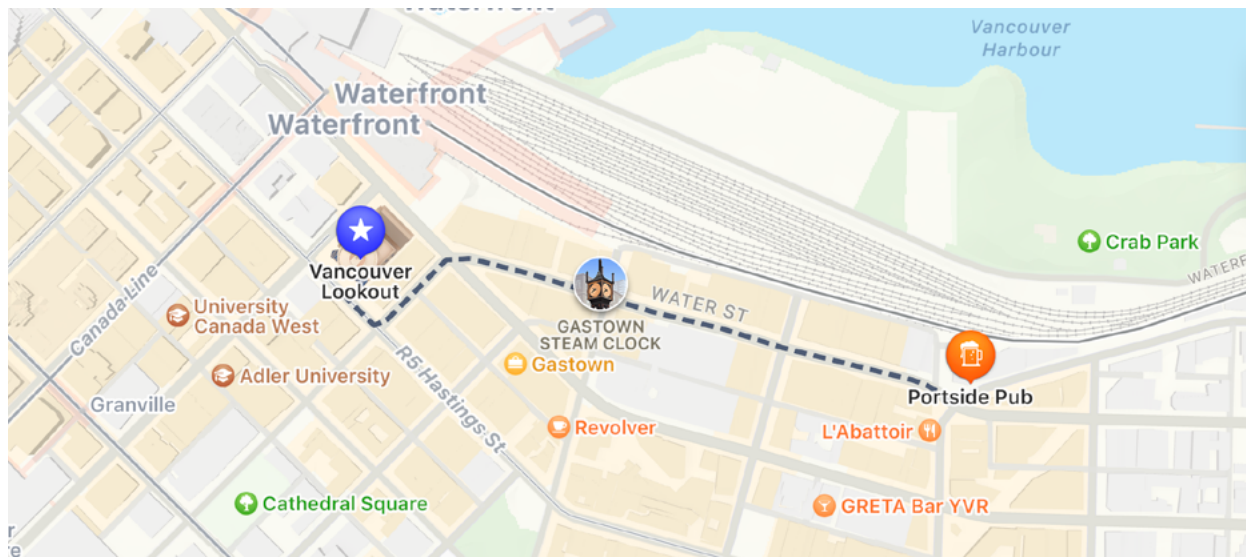 Waterfront
Vancouver
Harbour
Waterfront
Waterfront
Crab Park
Vancouver
Lookout
University
Canada West
Canada Line
WATER ST
GASTOWN
STEAM CLOCK
Gastown
Adler University
R5 Hastings St
Granville
Portside Pub
Revolver
L'Abattoir
Cathedral Square
GRETA Bar YVR